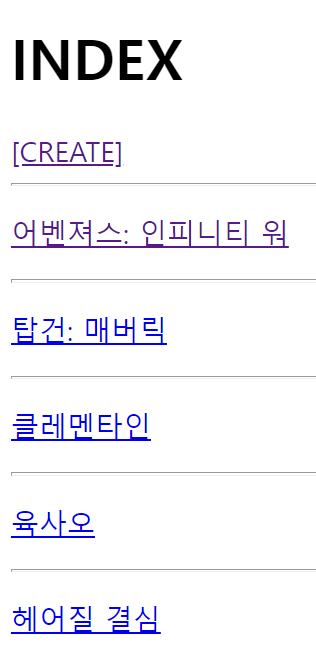 INDEX
[CREATE]
어벤져스: 인피니티 워
탑건: 매버릭
클레멘타인
육사오
헤어질 결심